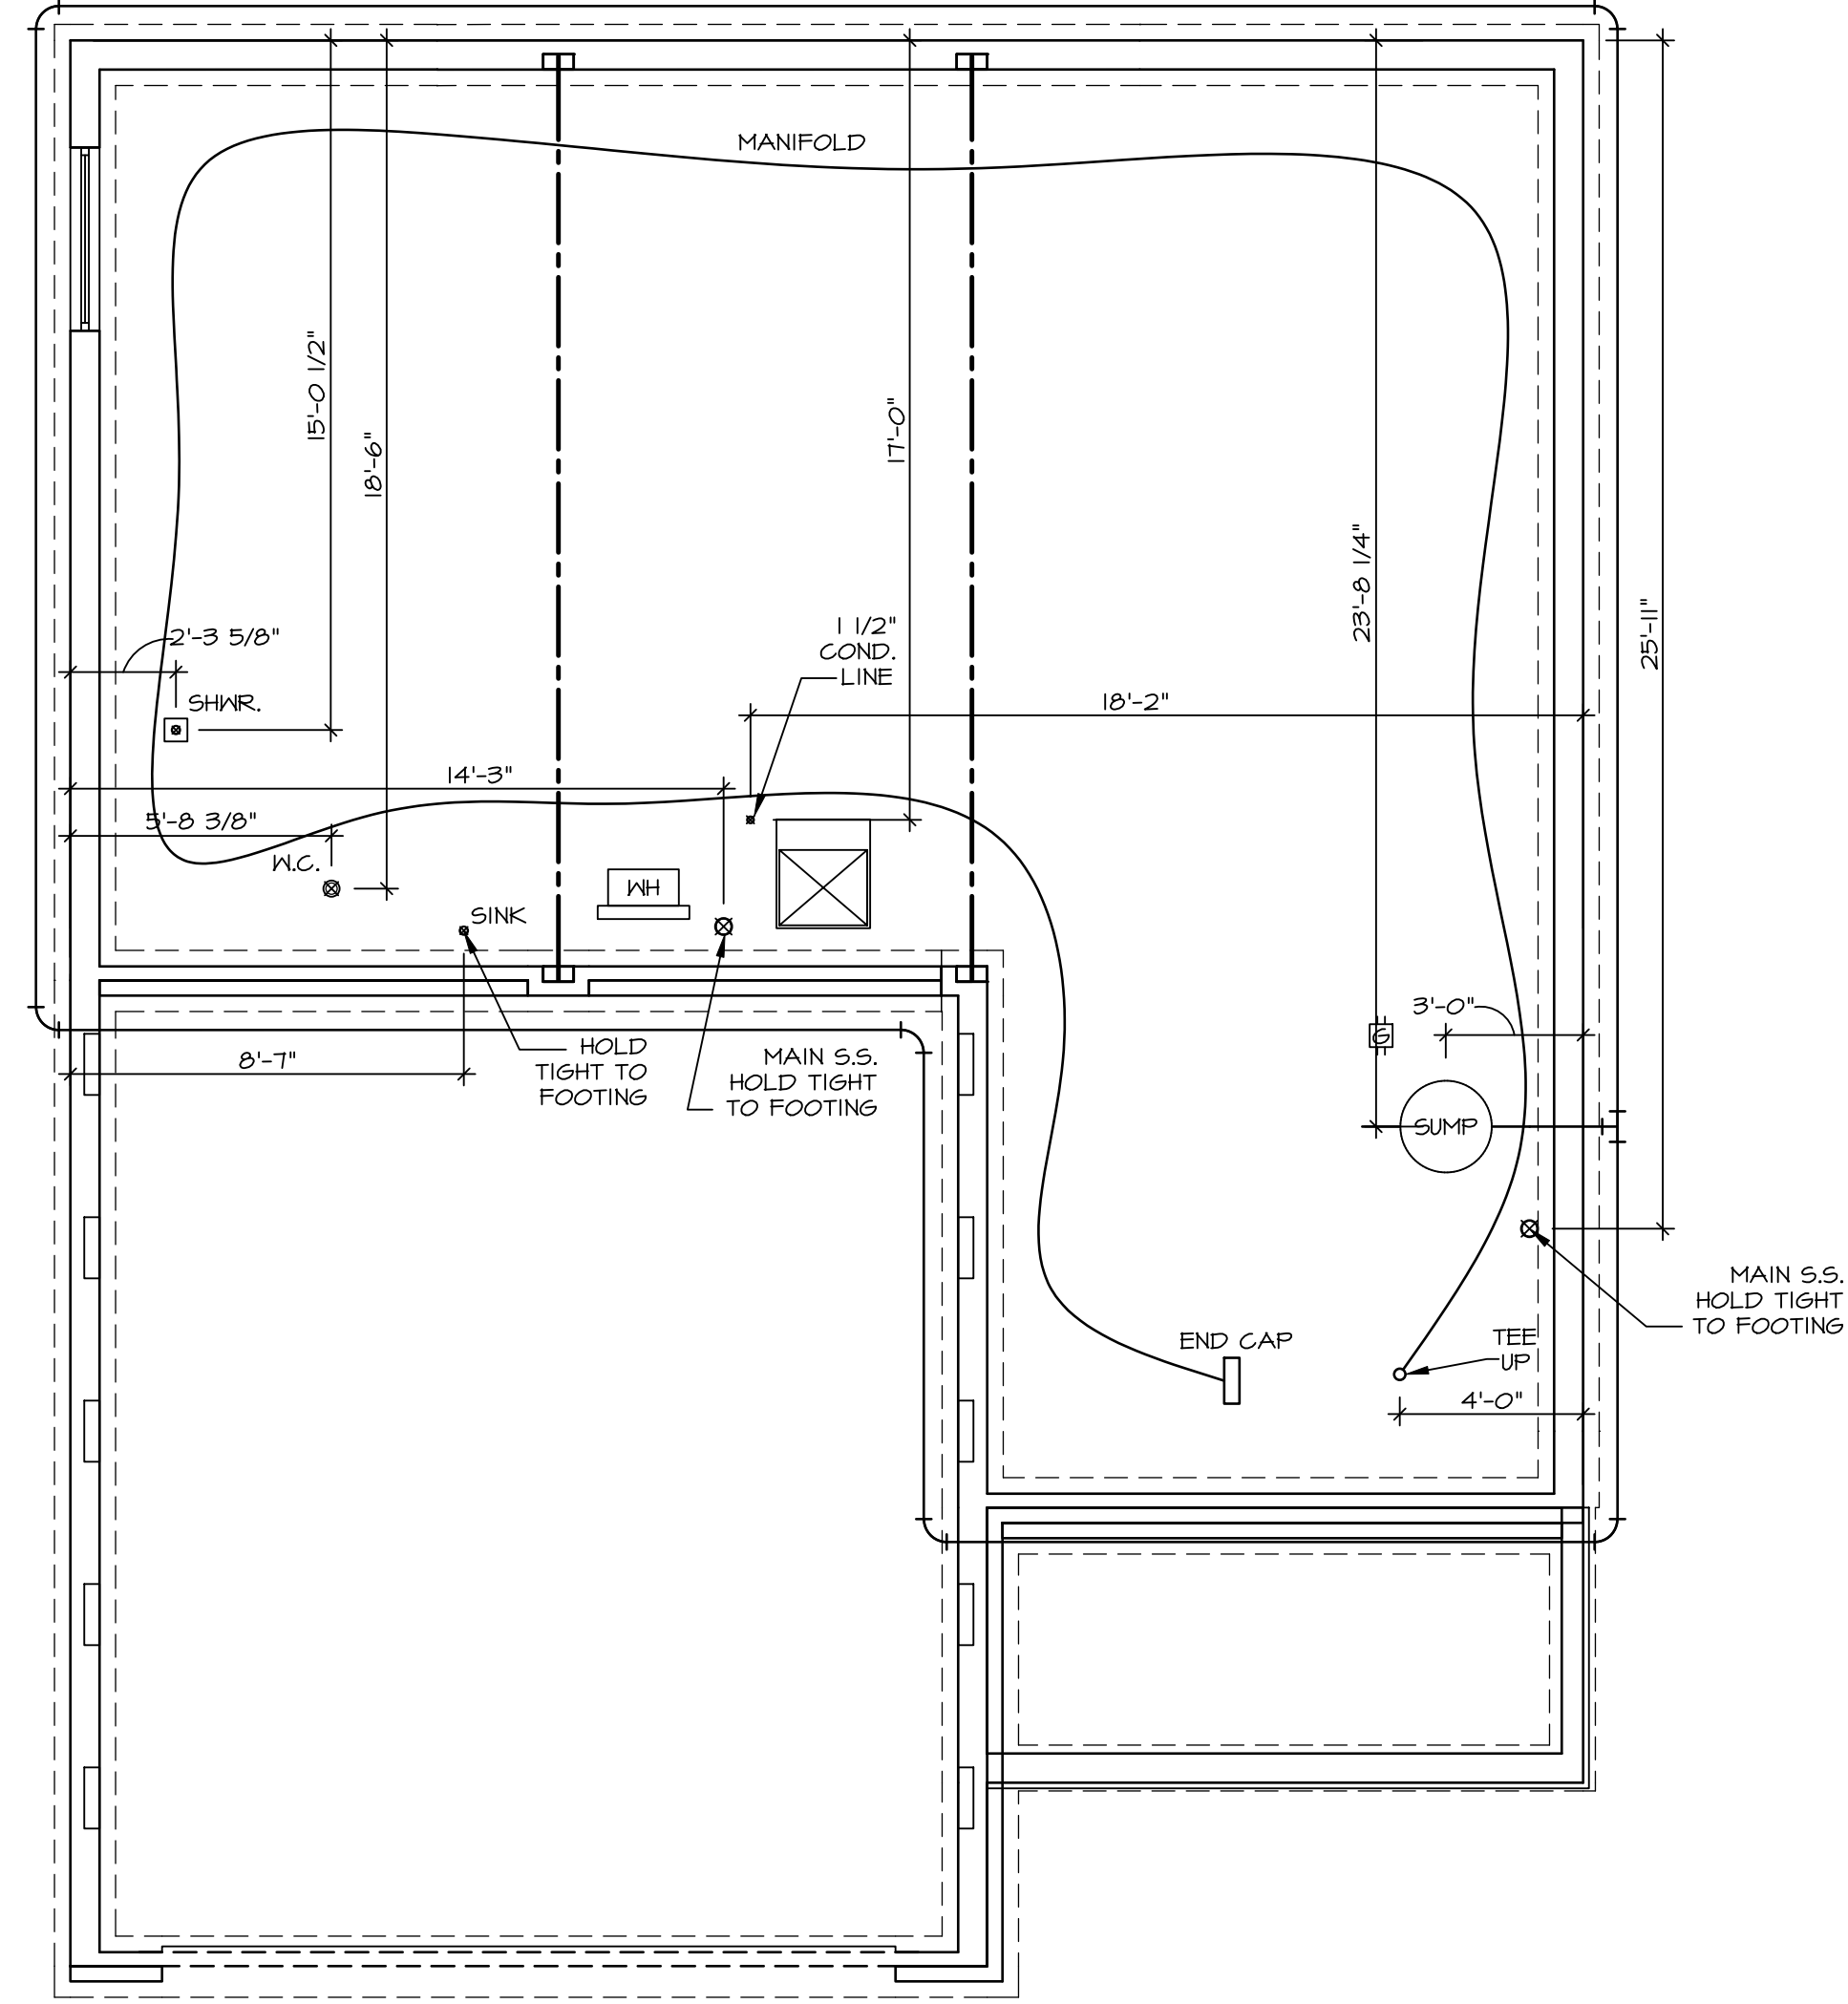 MANIFOLD
15'-0 1/2"
18'-6"
17'-0"
23'-8 1/4"
25'-11"
2'-3 5/8"
SHWR.
1 1/2"
COND.
LINE
18'-2"
14'-3"
5'-8 3/8"
W.C.
WH
SINK
3'-0"
G
8'-7"
HOLD
TIGHT TO
FOOTING
MAIN S.S.
HOLD TIGHT
TO FOOTING
SUMP
MAIN S.S.
HOLD TIGHT
TO FOOTING
END CAP
TEE
UP
4'-0"